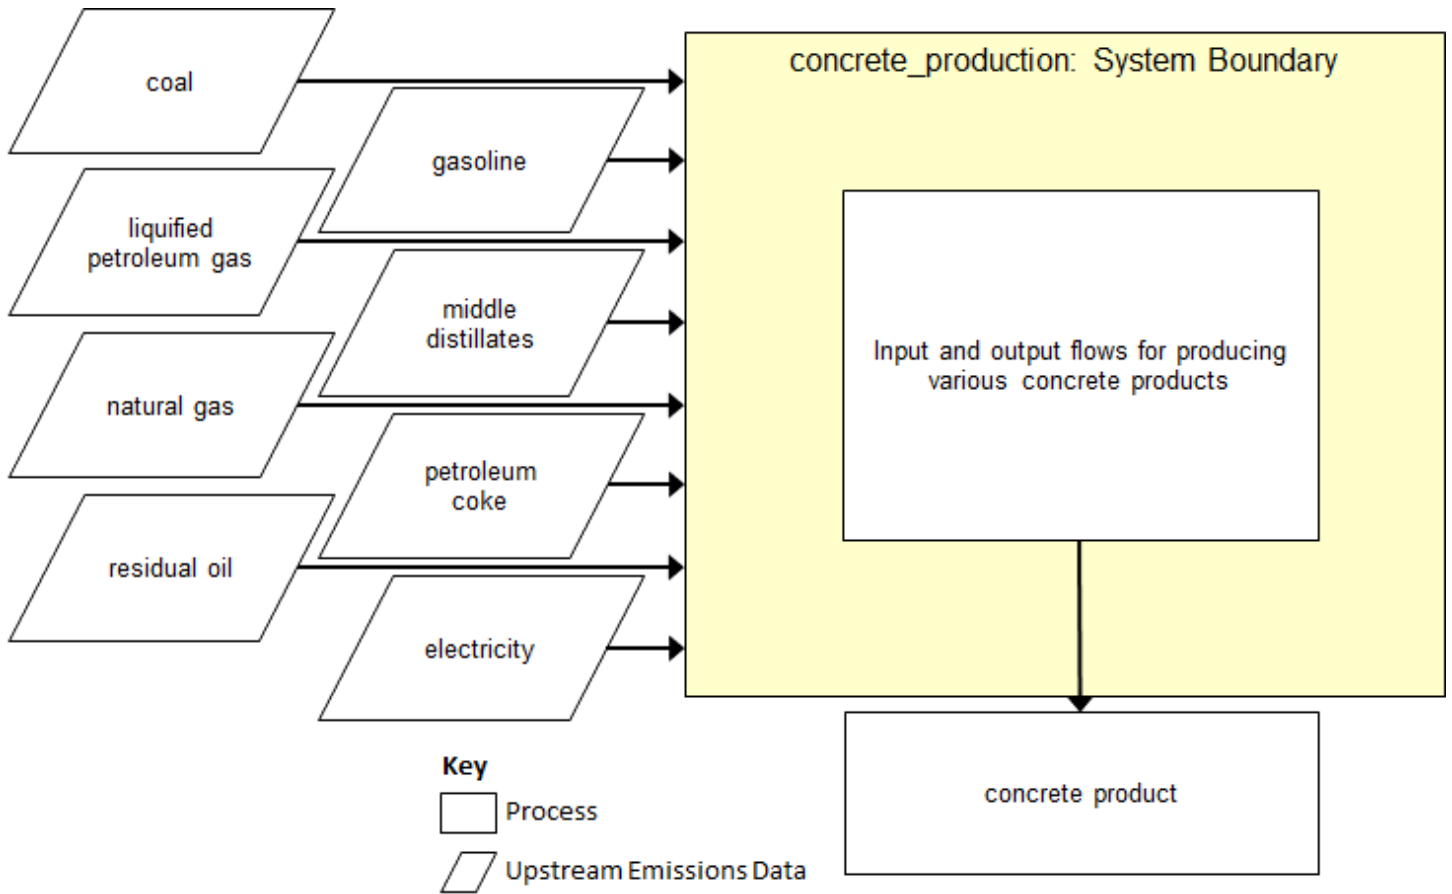 concrete_production: System Boundary
coal
gasoline
liquified
petroleum gas
middle
distillates
natural gas
petroleum
coke
residual oil
electricity
Input and output flows for producing
various concrete products
concrete product
Key
Process
Upstream Emissions Data